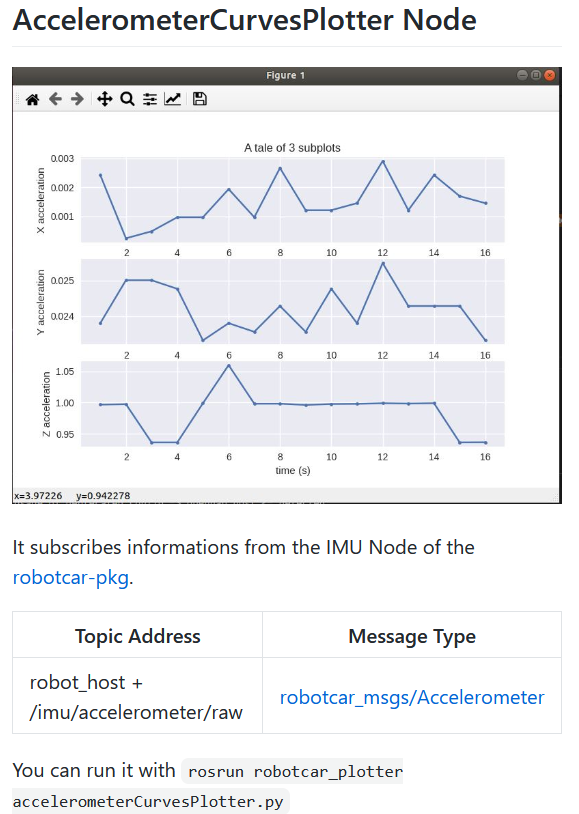 AccelerometerCurvesPlotter Node
Figure 1
A tale of 3 subplots
0.003
0.002
0.001
X acceleration
2 4 6 8 10 12 14 16
0.025
0.024
Y acceleration
2 4 6 8 10 12 14 16
1.05
1.00
0.95
Z acceleration
2 4 6 8 10 12 14 16
time (s)
x=3.97226 y=0.942278
It subscribes informations from the IMU Node of the
robotcar-pkg.
Topic Address Message Type
robot_host +
/imu/accelerometer/raw
robotcar_msgs/Accelerometer
You can run it with rosrun robotcar_plotter
accelerometerCurvesPlotter.py